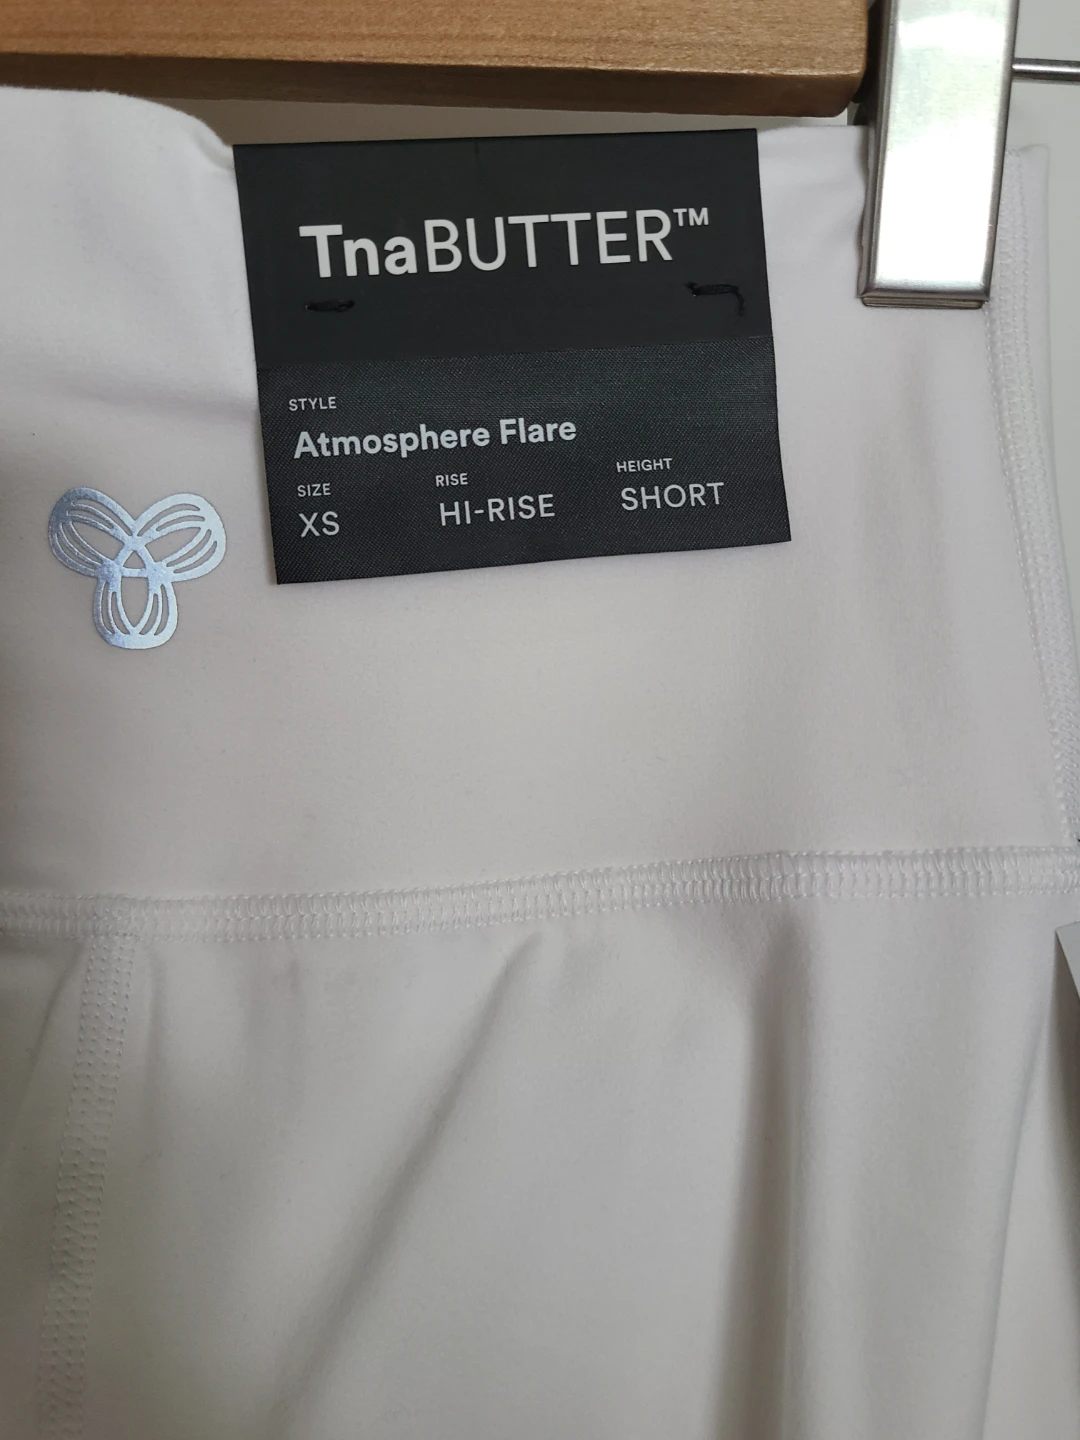 TnaBUTTER™
STYLE
Atmosphere Flare
SIZE RISE HEIGHT
XS HI-RISE SHORT